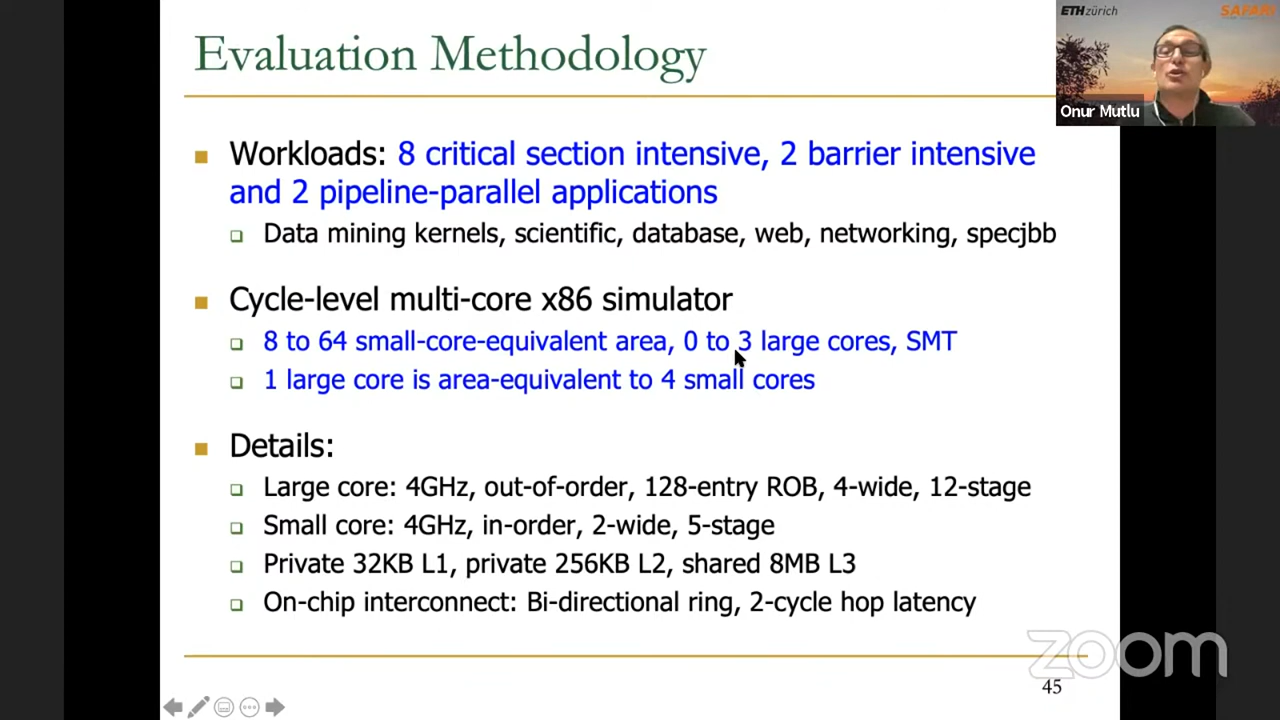 Evaluation Methodology
ETH zürich
SAFARI
Onur Mutlu
Workloads: 8 critical section intensive, 2 barrier intensive
and 2 pipeline-parallel applications
Data mining kernels, scientific, database, web, networking, specjbb
Cycle-level multi-core x86 simulator
8 to 64 small-core-equivalent area, 0 to 3 large cores, SMT
1 large core is area-equivalent to 4 small cores
Details:
Large core: 4GHz, out-of-order, 128-entry ROB, 4-wide, 12-stage
Small core: 4GHz, in-order, 2-wide, 5-stage
Private 32KB L1, private 256KB L2, shared 8MB L3
On-chip interconnect: Bi-directional ring, 2-cycle hop latency
zoom
45